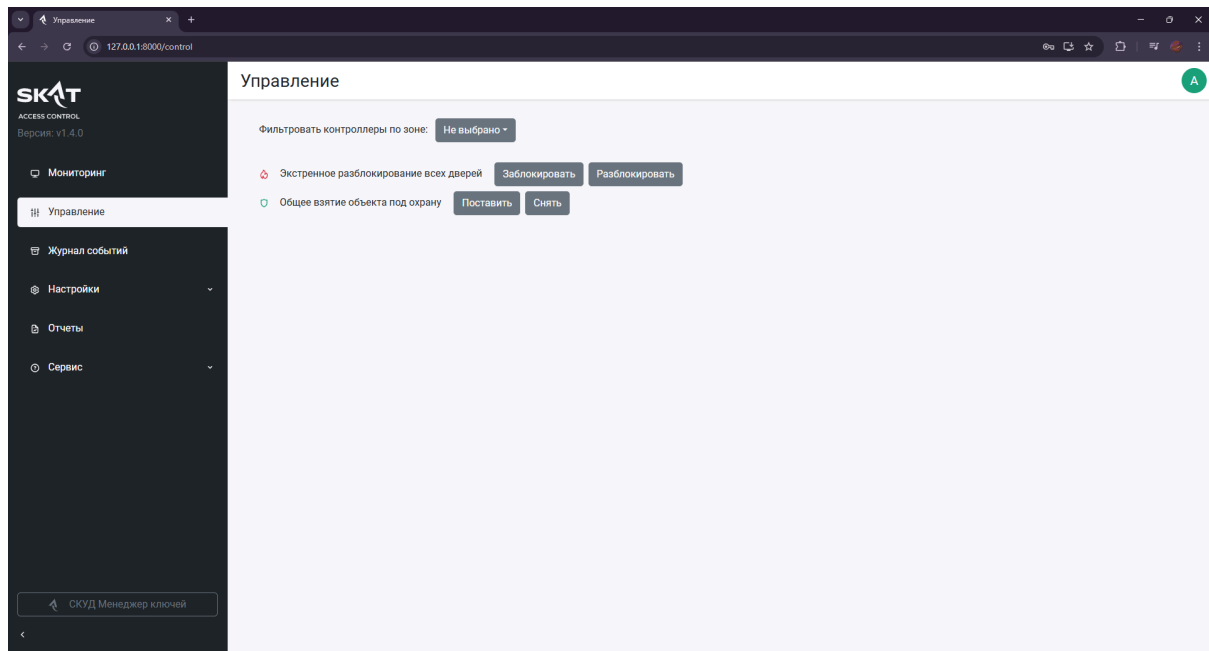 Управление
127.0.0.1:8000/control
SKAT
ACCESS CONTROL
Версия: v1.4.0
Мониторинг
Управление
Журнал событий
Настройки
Отчеты
Сервис
СКУД Менеджер ключей
Управление
A
Фильтровать контроллеры по зоне: Не выбрано
Экстренное разблокирование всех дверей Заблокировать Разблокировать
Общее взятие объекта под охрану Поставить Снять